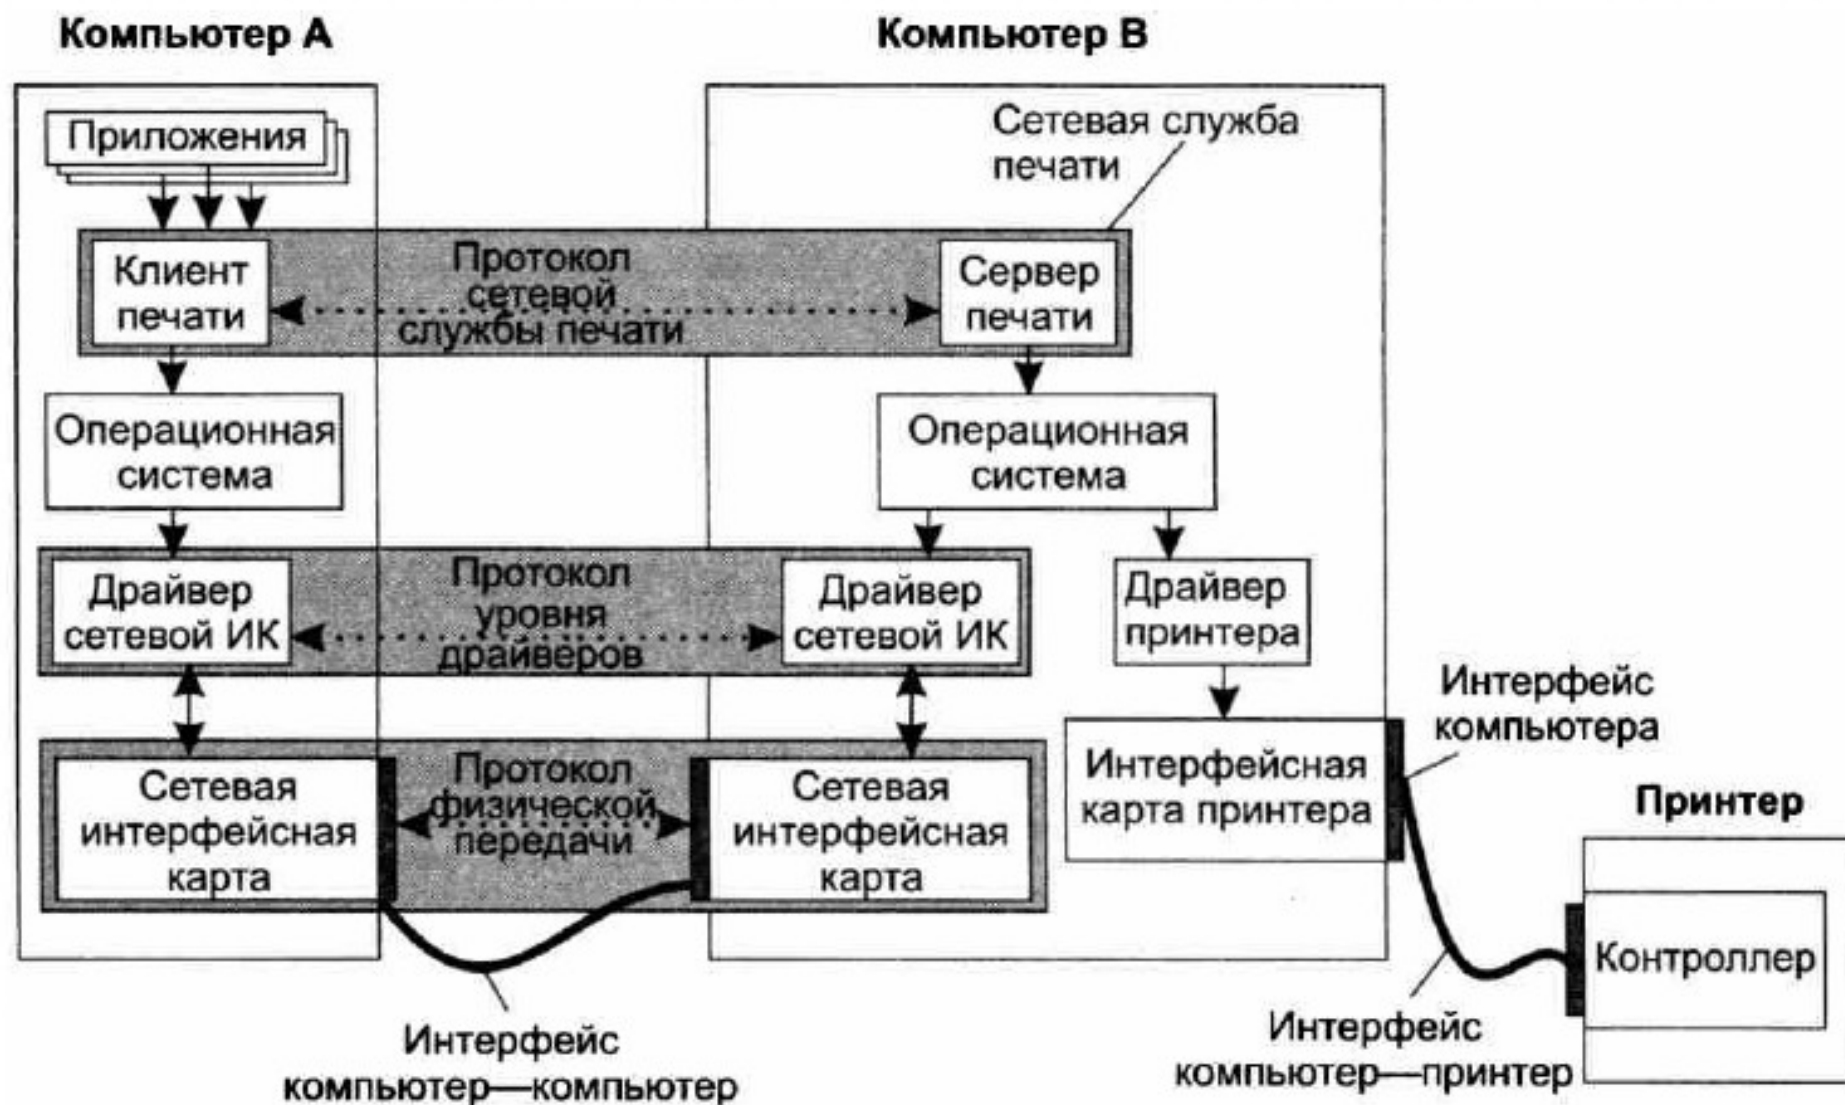 Компьютер А
Компьютер В
Приложения
Сетевая служба
печати
Клиент
печати
Протокол
сетевой
службы печати
Сервер
печати
Операционная
система
Операционная
система
Драйвер
сетевой ИК
Протокол
уровня
драйверов
Драйвер
сетевой ИК
Драйвер
принтера
Интерфейс
компьютера
Сетевая
интерфейсная
карта
Протокол
физической
передачи
Сетевая
интерфейсная
карта
Интерфейсная
карта принтера
Принтер
Контроллер
Интерфейс
компьютер—компьютер
Интерфейс
компьютер—принтер